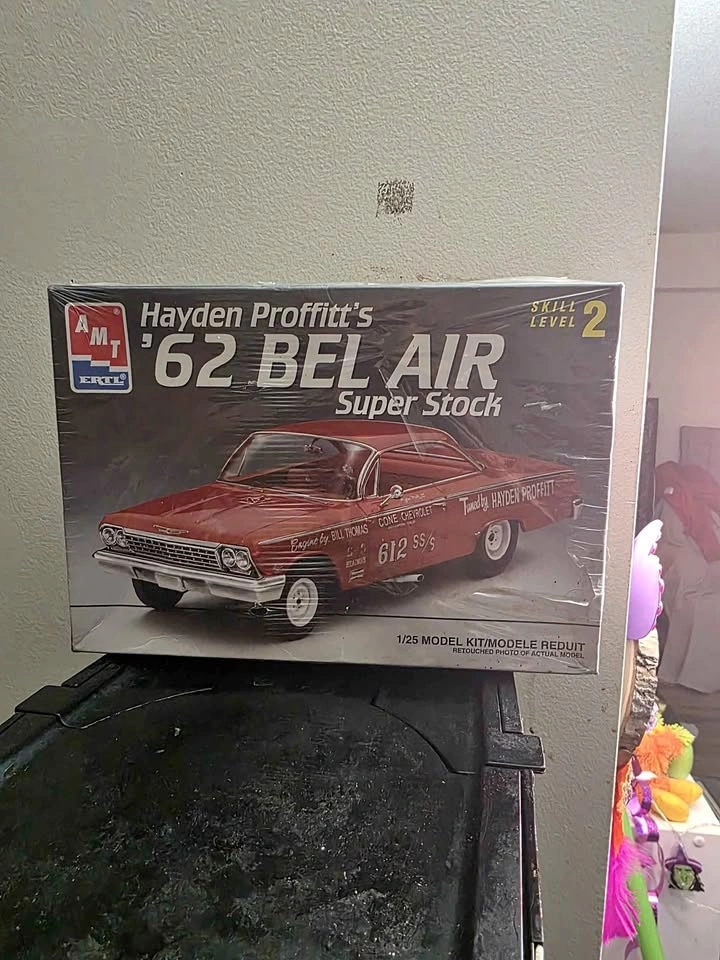 AMT
ERTL®
Hayden Proffitt's
'62 BEL AIR
Super Stock
SKILL
LEVEL 2
Engine by BILL THOMAS
CONE CHEVROLET
Tuned by HAYDEN PROFFITT
612 SS/S
1/25 MODEL KIT/MODELE REDUIT
RETOUCHED PHOTO OF ACTUAL MODEL